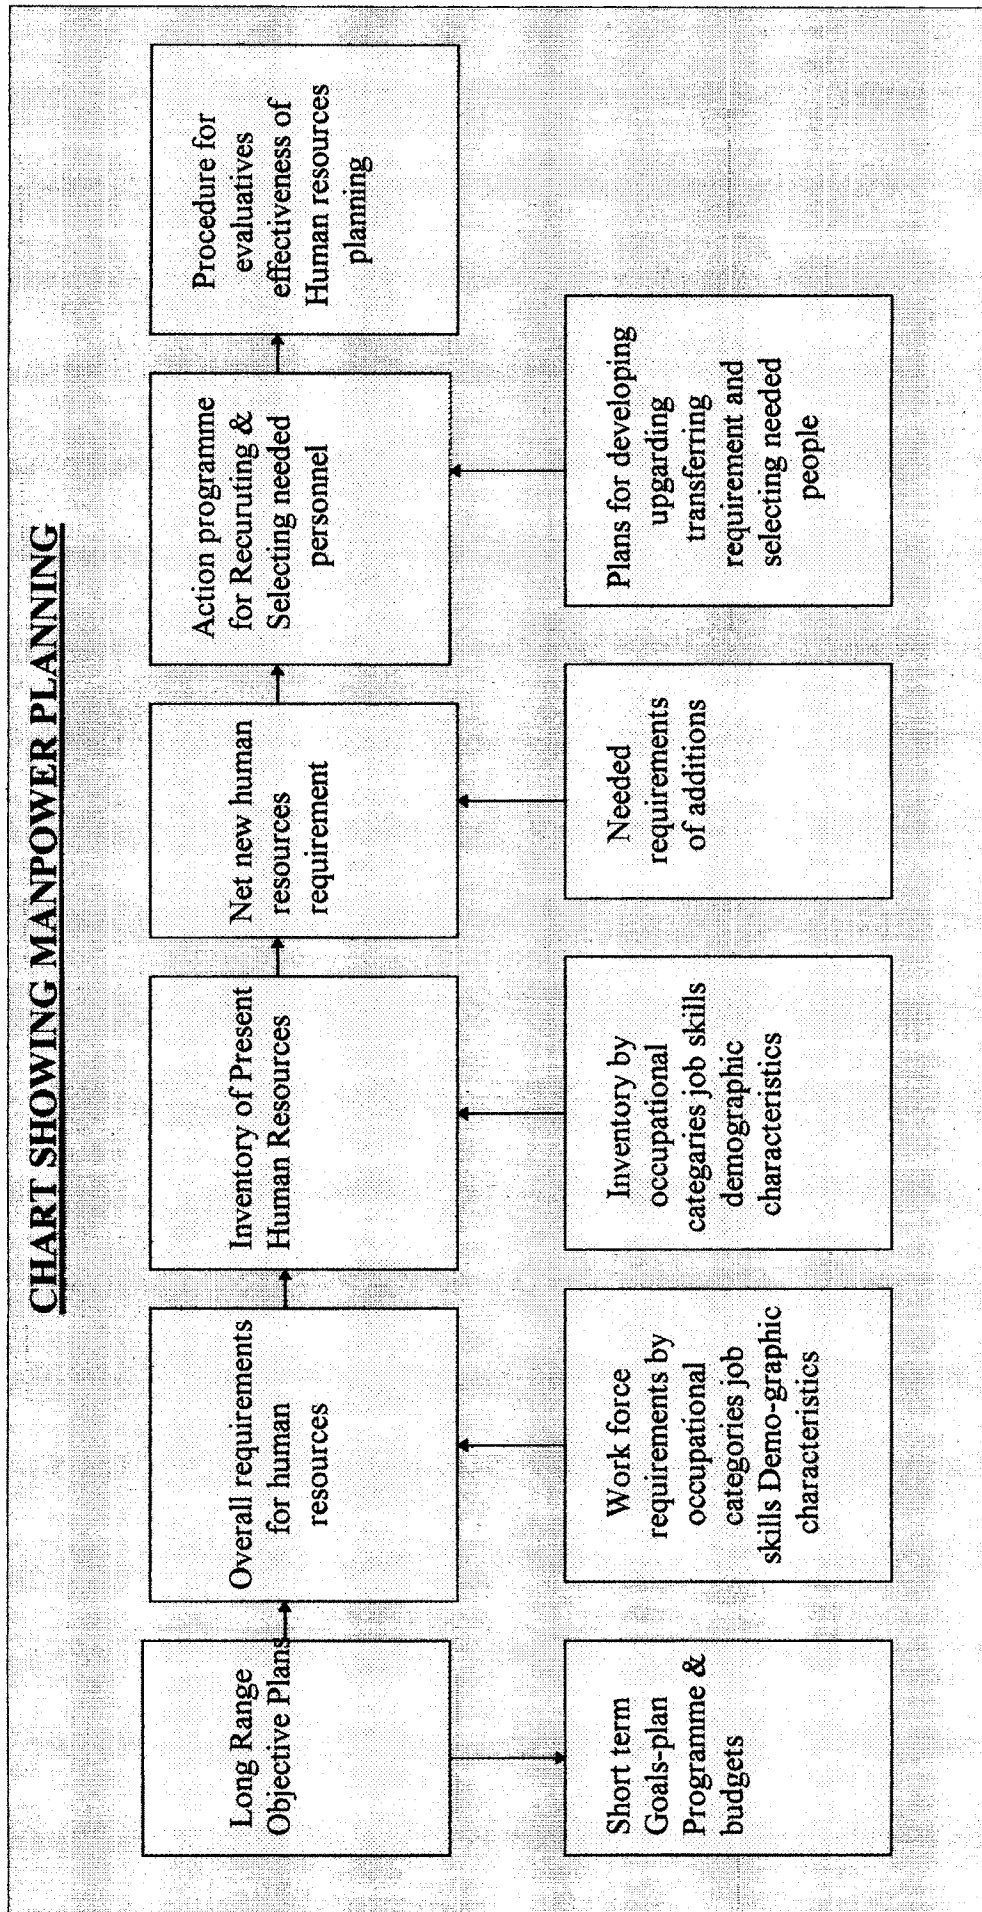 CHART SHOWING MANPOWER PLANNING
Long Range
Objective Plans
Overall requirements
for human
resources
Inventory of Present
Human Resources
Net new human
resources
requirement
Action programme
for Recuruting &
Selecting needed
personnel
Procedure for
evaluatives
effectiveness of
Human resources
planning
Short term
Goals-plan
Programme &
budgets
Work force
requirements by
occupational
categories job
skills Demo-graphic
characteristics
Inventory by
occupational
categaries job skills
demographic
characteristics
Needed
requirements
of additions
Plans for developing
upgarding
transferring
requirement and
selecting needed
people